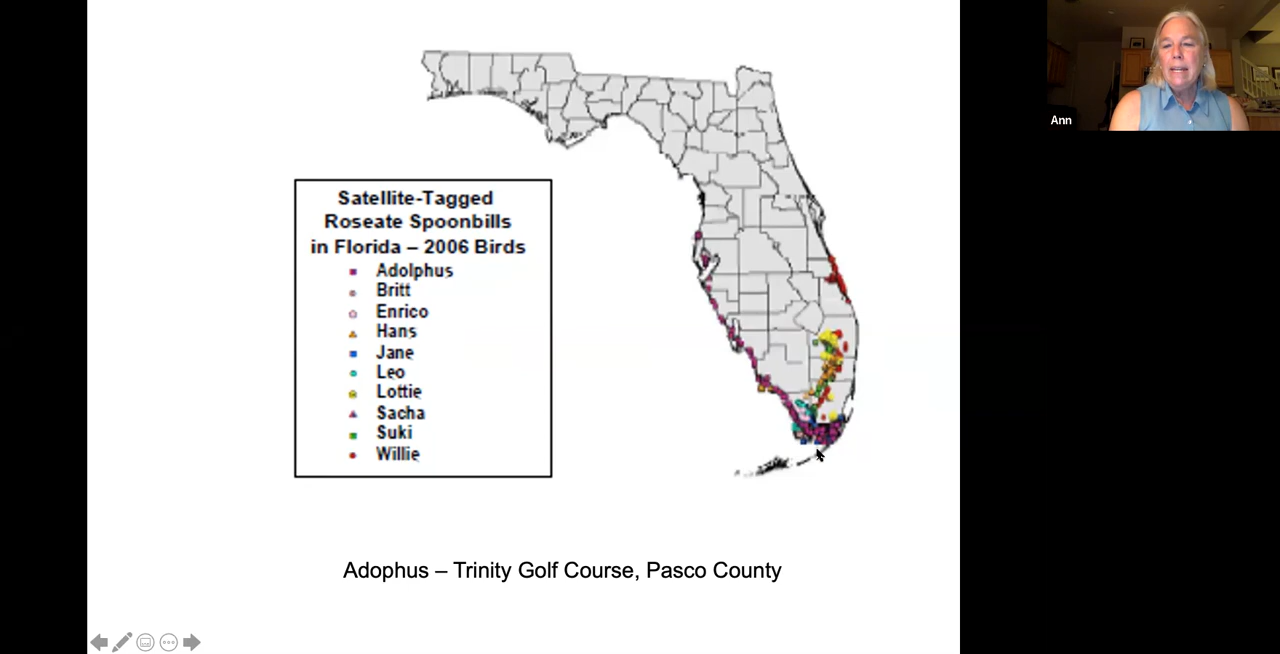 Satellite-Tagged
Roseate Spoonbills
in Florida – 2006 Birds
Adolphus
Britt
Enrico
Hans
Jane
Leo
Lottie
Sacha
Suki
Willie
Adophus – Trinity Golf Course, Pasco County
Ann